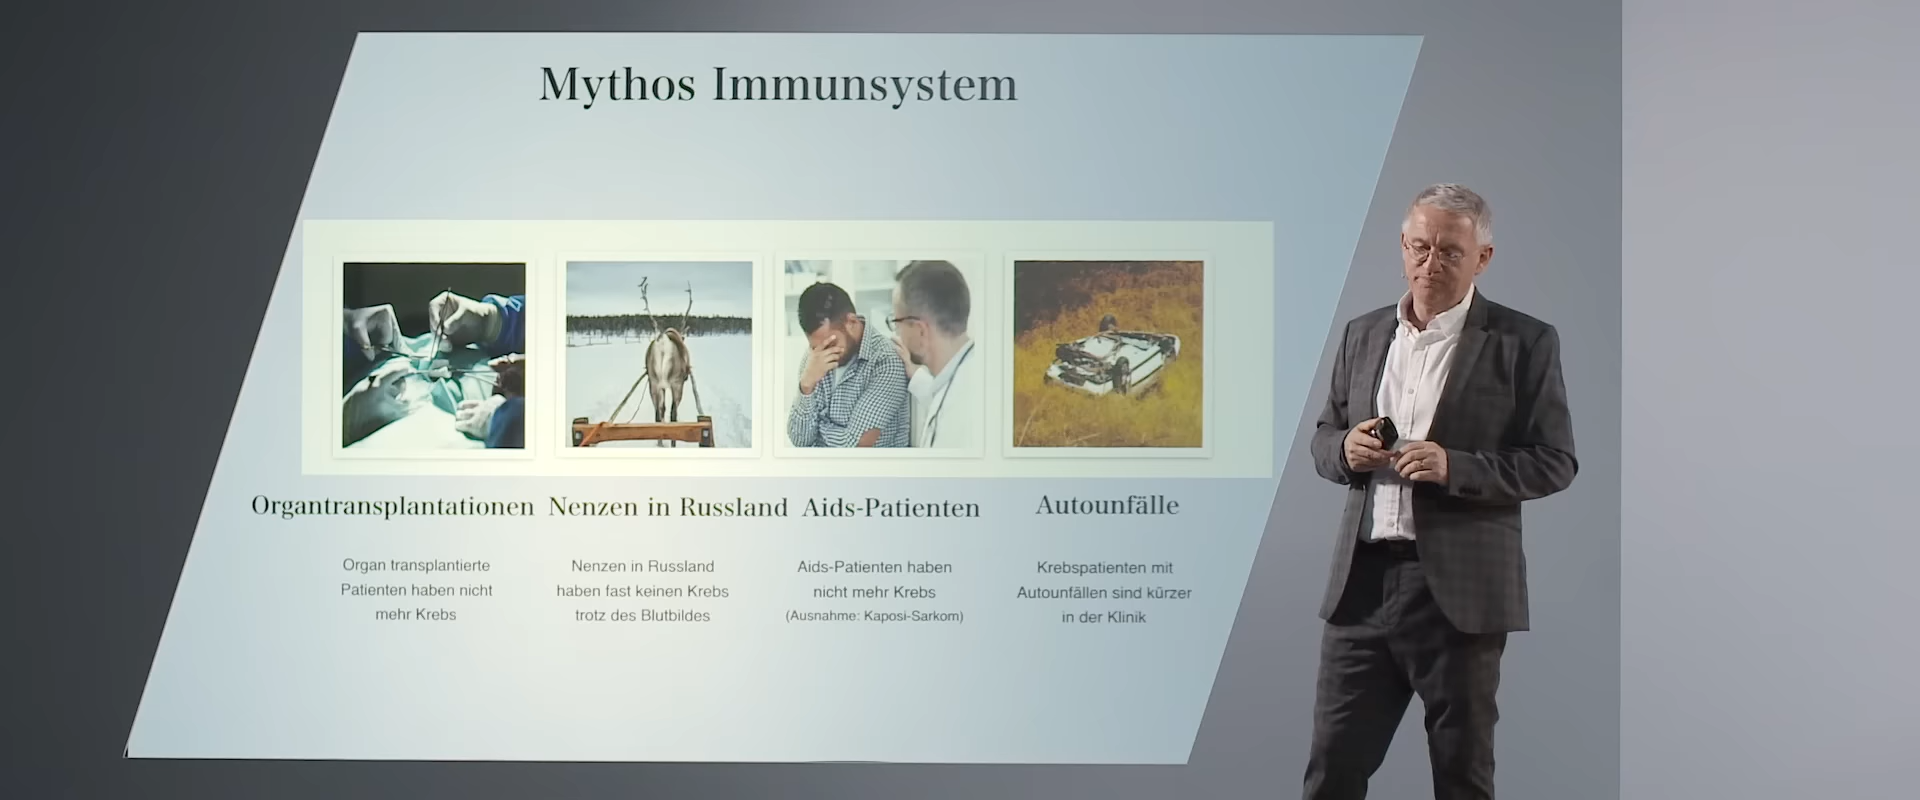 Mythos Immunsystem
Organtransplantationen
Organ transplantierte
Patienten haben nicht
mehr Krebs
Nenzen in Russland
Nenzen in Russland
haben fast keinen Krebs
trotz des Blutbildes
Aids-Patienten
Aids-Patienten haben
nicht mehr Krebs
(Ausnahme: Kaposi-Sarkom)
Autounfälle
Krebspatienten mit
Autounfällen sind kürzer
in der Klinik